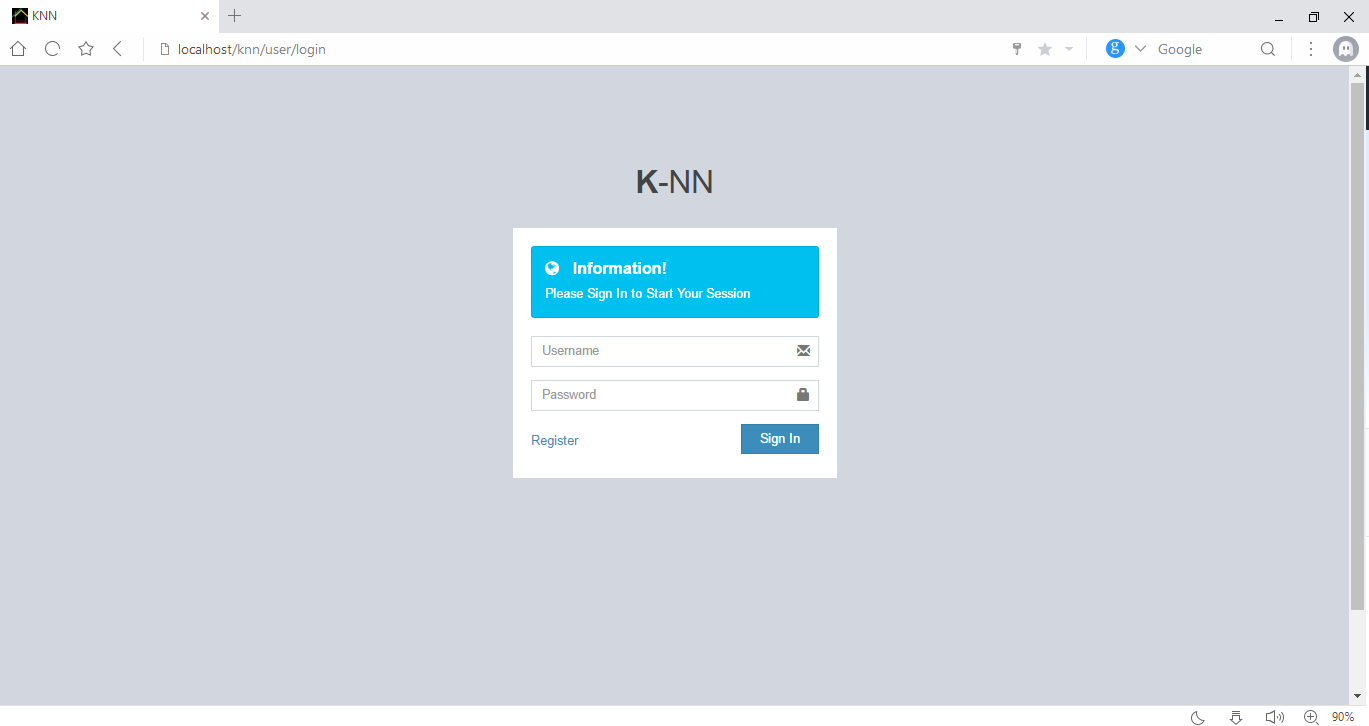 KNN
localhost/knn/user/login
g Google
K-NN
Information!
Please Sign In to Start Your Session
Username
Password
Register
Sign In
90%